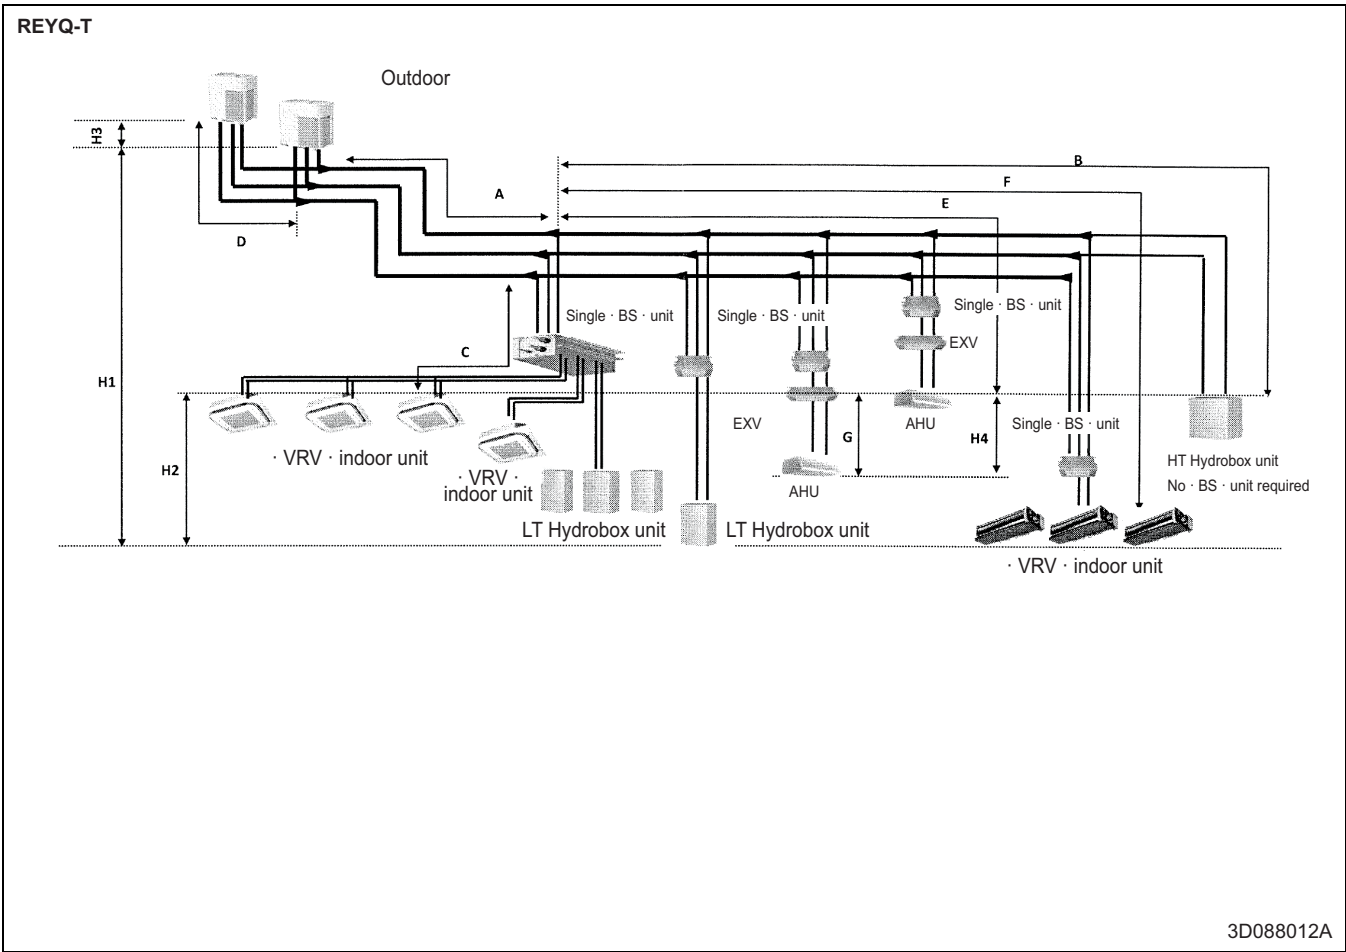 REYQ-T
Outdoor
H3
B
F
A
E
D
Single · BS · unit
Single · BS · unit
Single · BS · unit
EXV
C
H1
EXV
AHU
Single · BS · unit
G
H4
· VRV · indoor unit
H2
· VRV ·
indoor unit
AHU
HT Hydrobox unit
No · BS · unit required
LT Hydrobox unit
LT Hydrobox unit
· VRV · indoor unit
3D088012A